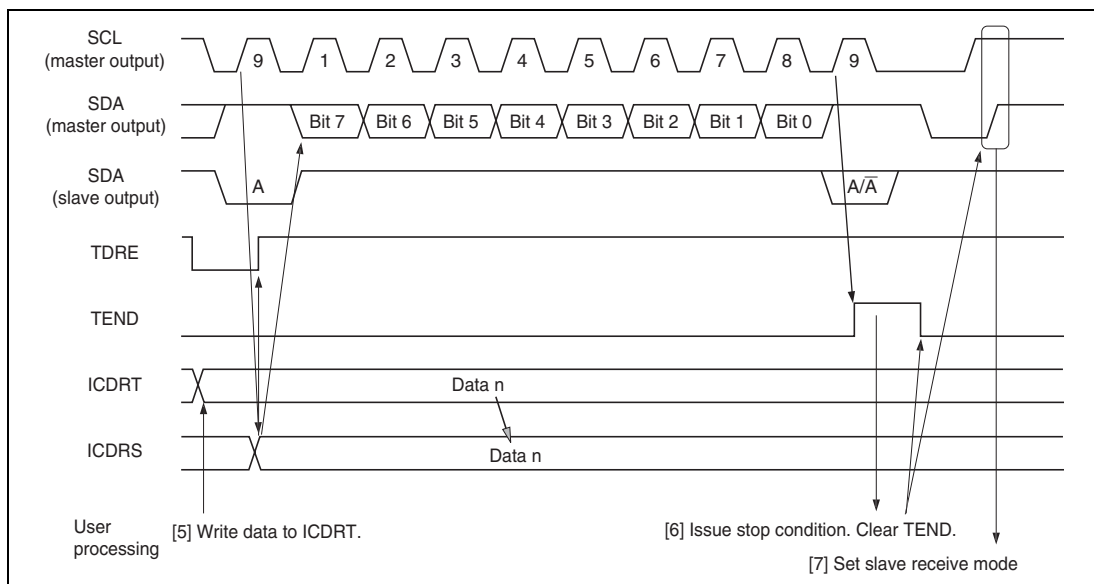 SCL
(master output)
9 1 2 3 4 5 6 7 8 9
SDA
(master output)
Bit 7 Bit 6 Bit 5 Bit 4 Bit 3 Bit 2 Bit 1 Bit 0
SDA
(slave output)
A A/A̅
TDRE
TEND
ICDRT
Data n
ICDRS
Data n
User
processing
[5] Write data to ICDRT.
[6] Issue stop condition. Clear TEND.
[7] Set slave receive mode